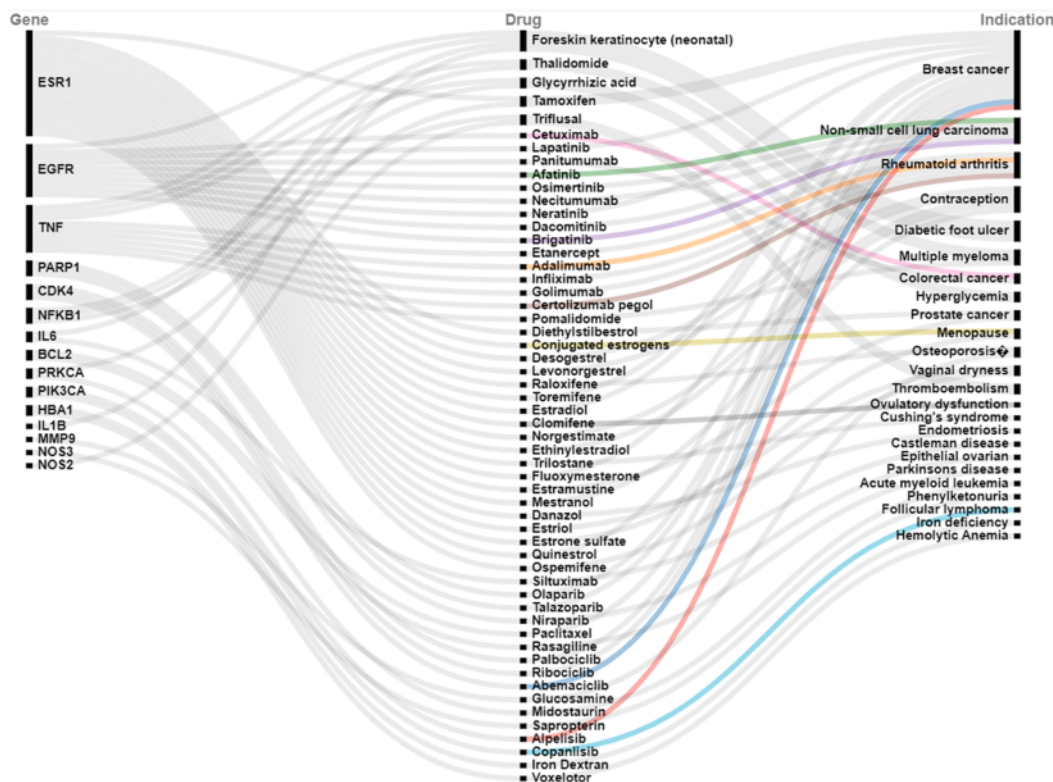 Gene
Drug
Indication
ESR1
EGFR
TNF
PARP1
CDK4
NFKB1
IL6
BCL2
PRKCA
PIK3CA
HBA1
IL1B
MMP9
NOS3
NOS2
Foreskin keratinocyte (neonatal)
Thalidomide
Glycyrrhizic acid
Tamoxifen
Triflusal
Cetuximab
Lapatinib
Panitumumab
Afatinib
Osimertinib
Necitumumab
Neratinib
Dacomitinib
Brigatinib
Etanercept
Adalimumab
Infliximab
Golimumab
Certolizumab pegol
Pomalidomide
Diethylstilbestrol
Conjugated estrogens
Desogestrel
Levonorgestrel
Raloxifene
Toremifene
Estradiol
Clomifene
Norgestimate
Ethinylestradiol
Trilostane
Fluoxymesterone
Estramustine
Mestranol
Danazol
Estriol
Estrone sulfate
Quinestrol
Ospemifene
Siltuximab
Olaparib
Talazoparib
Niraparib
Paclitaxel
Rasagiline
Palbociclib
Ribociclib
Abemaciclib
Glucosamine
Midostaurin
Sapropterin
Alpelisib
Copanlisib
Iron Dextran
Voxelotor
Breast cancer
Non-small cell lung carcinoma
Rheumatoid arthritis
Contraception
Diabetic foot ulcer
Multiple myeloma
Colorectal cancer
Hyperglycemia
Prostate cancer
Menopause
Osteoporosis�
Vaginal dryness
Thromboembolism
Ovulatory dysfunction
Cushing's syndrome
Endometriosis
Castleman disease
Epithelial ovarian
Parkinsons disease
Acute myeloid leukemia
Phenylketonuria
Follicular lymphoma
Iron deficiency
Hemolytic Anemia